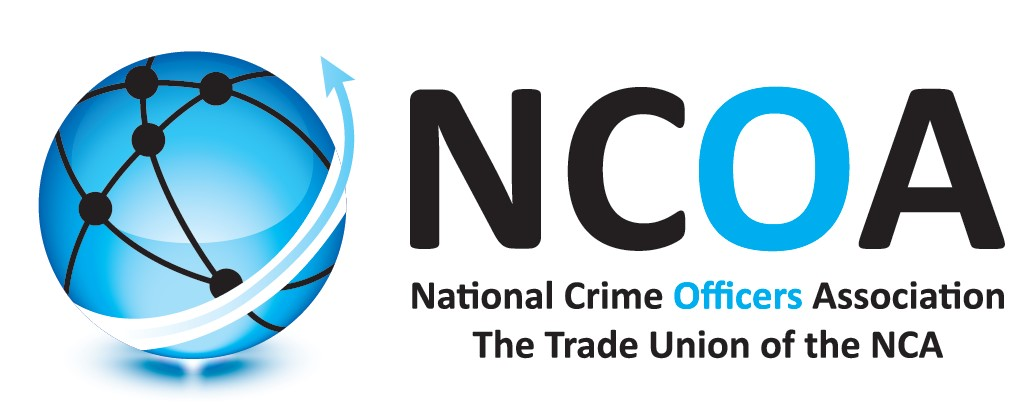 NCOA
National Crime Officers Association
The Trade Union of the NCA